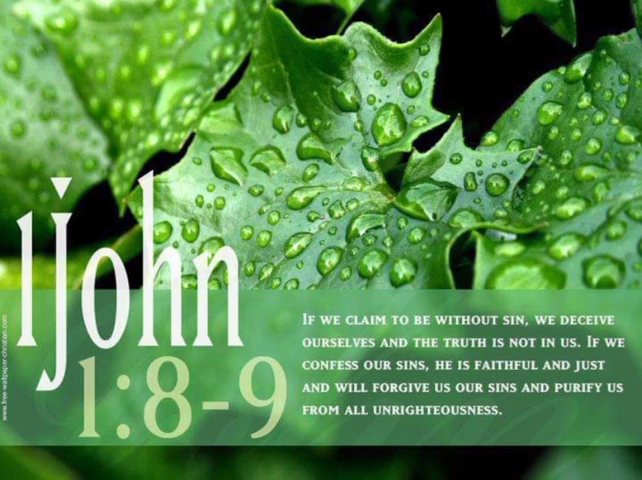 1john
1:8-9
If we claim to be without sin, we deceive
ourselves and the truth is not in us. If we
confess our sins, he is faithful and just
and will forgive us our sins and purify us
from all unrighteousness.
www.free-wallpaper-christian.com